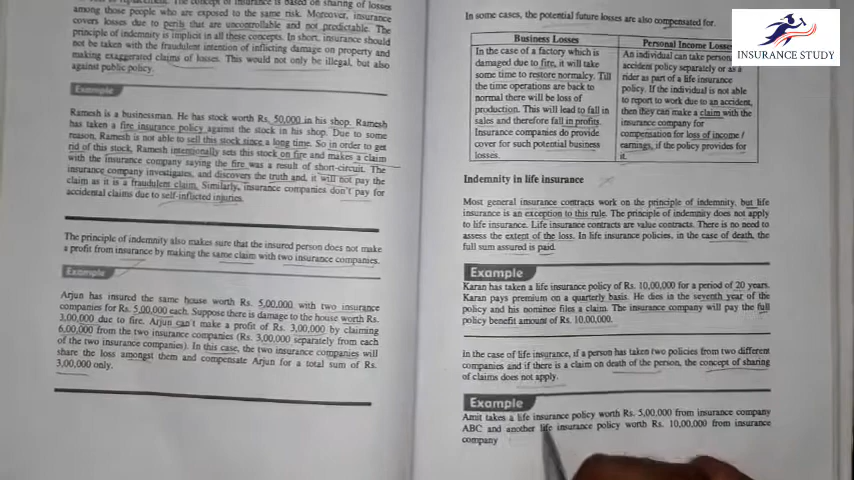 among those people who are exposed to the same risk. Moreover, insurance
covers losses due to perils that are uncontrollable and not predictable. The
principle of indemnity is implicit in all these concepts. In short, insurance should
not be taken with the fraudulent intention of inflicting damage on property and
making exaggerated claims of losses. This would not only be illegal, but also
against public policy.
Example
Ramesh is a businessman. He has stock worth Rs. 50,000 in his shop. Ramesh
has taken a fire insurance policy against the stock in his shop. Due to some
reason, Ramesh is not able to sell this stock since a long time. So in order to get
rid of this stock, Ramesh intentionally sets this stock on fire and makes a claim
with the insurance company saying the fire was a result of short-circuit. The
insurance company investigates, and discovers the truth and, it will not pay the
claim as it is a fraudulent claim. Similarly, insurance companies don't pay for
accidental claims due to self-inflicted injuries.
The principle of indemnity also makes sure that the insured person does not make
a profit from insurance by making the same claim with two insurance companies.
Example
Arjun has insured the same house worth Rs. 5,00,000 with two insurance
companies for Rs. 5,00,000 each. Suppose there is damage to the house worth Rs.
3,00,000 due to fire. Arjun can't make a profit of Rs. 3,00,000 by claiming
6,00,000 from the two insurance companies (Rs. 3,00,000 separately from each
of the two insurance companies). In this case, the two insurance companies will
share the loss amongst them and compensate Arjun for a total sum of Rs.
3,00,000 only.
In some cases, the potential future losses are also compensated for.
Business Losses
In the case of a factory which is
damaged due to fire, it will take
some time to restore normalcy. Till
the time operations are back to
normal there will be loss of
production. This will lead to fall in
sales and therefore fall in profits.
Insurance companies do provide
cover for such potential business
losses.
Personal Income Losses
An individual can take personal
accident policy separately or as a
rider as part of a life insurance
policy. If the individual is not able
to report to work due to an accident,
then they can make a claim with the
insurance company for
compensation for loss of income /
earnings, if the policy provides for
it.
Indemnity in life insurance
Most general insurance contracts work on the principle of indemnity, but life
insurance is an exception to this rule. The principle of indemnity does not apply
to life insurance. Life insurance contracts are value contracts. There is no need to
assess the extent of the loss. In life insurance policies, in the case of death, the
full sum assured is paid.
Example
Karan has taken a life insurance policy of Rs. 10,00,000 for a period of 20 years.
Karan pays premium on a quarterly basis. He dies in the seventh year of the
policy and his nominee files a claim. The insurance company will pay the full
policy benefit amount of Rs. 10,00,000.
in the case of life insurance, if a person has taken two policies from two different
companies and if there is a claim on death of the person, the concept of sharing
of claims does not apply.
Example
Amit takes a life insurance policy worth Rs. 5,00,000 from insurance company
ABC and another life insurance policy worth Rs. 10,00,000 from insurance
company
INSURANCE STUDY